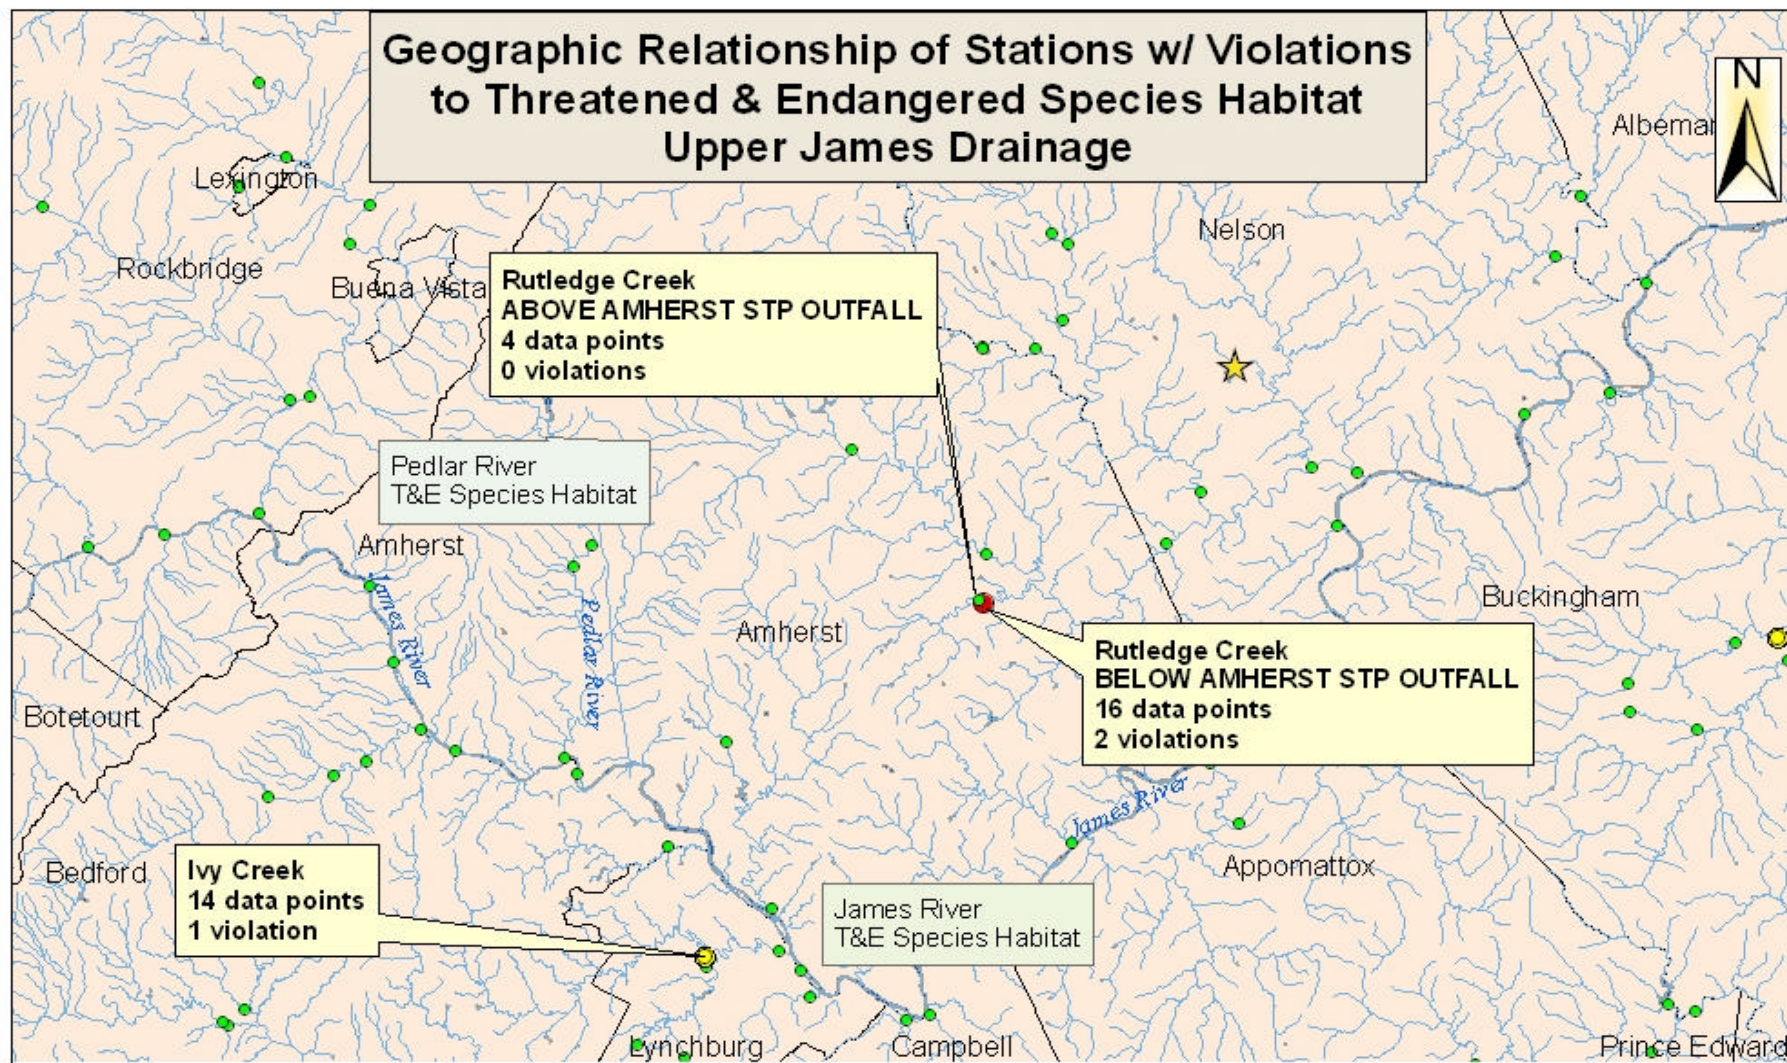 Geographic Relationship of Stations w/ Violations
to Threatened & Endangered Species Habitat
Upper James Drainage
N
Lexington
Rockbridge
Buena Vista
Nelson
Rutledge Creek
ABOVE AMHERST STP OUTFALL
4 data points
0 violations
Pedlar River
T&E Species Habitat
Amherst
James River
Pedlar River
Amherst
Buckingham
Rutledge Creek
BELOW AMHERST STP OUTFALL
16 data points
2 violations
Botetourt
James River
Bedford
Ivy Creek
14 data points
1 violation
Appomattox
James River
T&E Species Habitat
Lynchburg
Campbell
Prince Edward